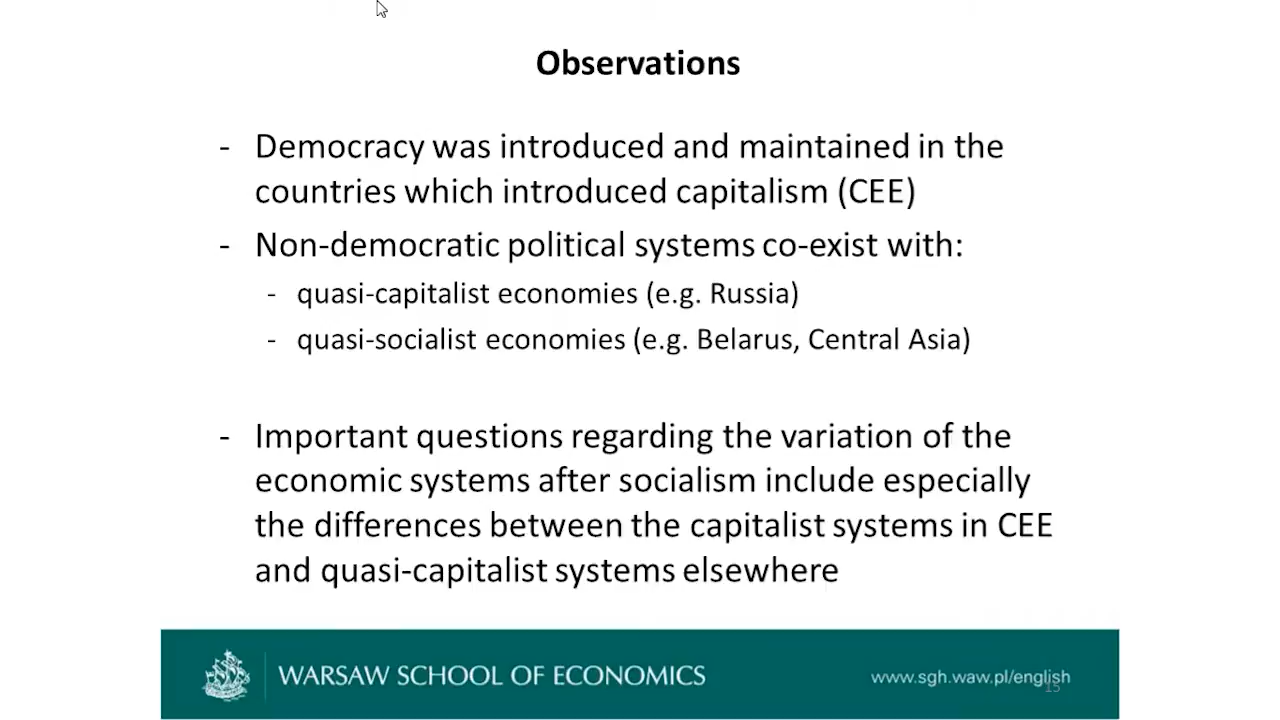 Observations
- Democracy was introduced and maintained in the
countries which introduced capitalism (CEE)
- Non-democratic political systems co-exist with:
- quasi-capitalist economies (e.g. Russia)
- quasi-socialist economies (e.g. Belarus, Central Asia)
- Important questions regarding the variation of the
economic systems after socialism include especially
the differences between the capitalist systems in CEE
and quasi-capitalist systems elsewhere
WARSAW SCHOOL OF ECONOMICS
www.sgh.waw.pl/english
15